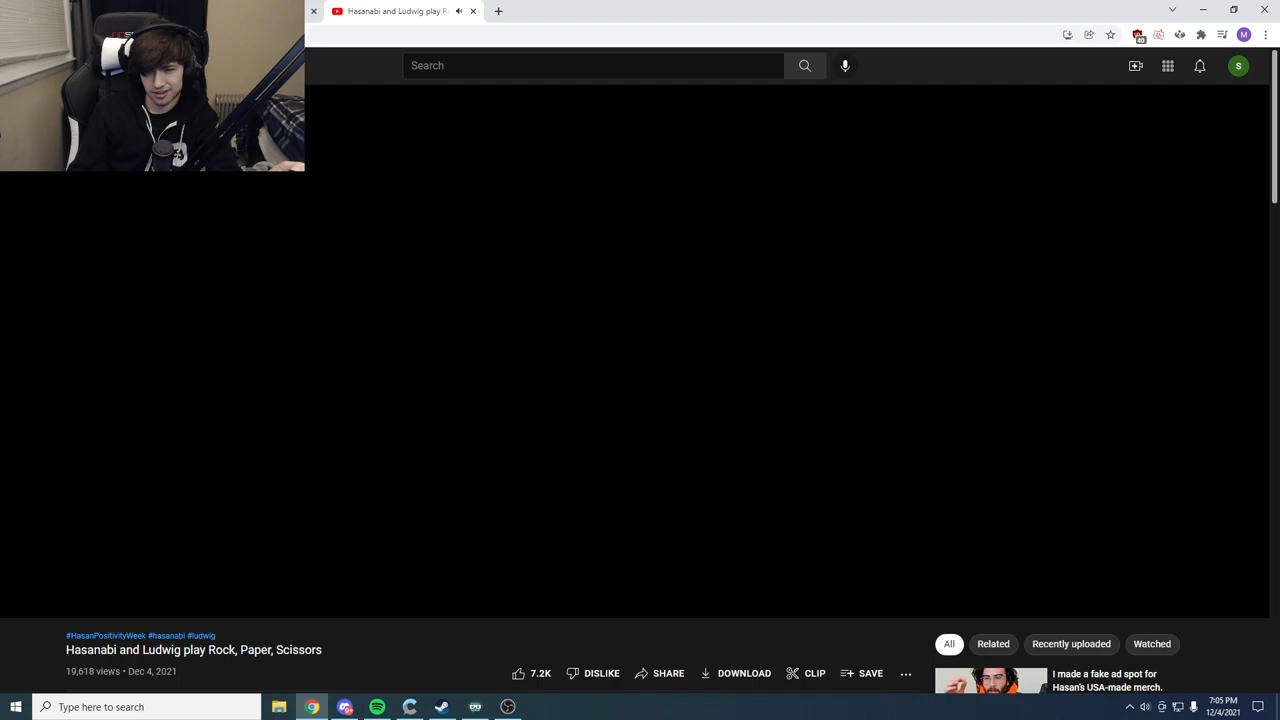 Hasanabi and Ludwig play R
Search
S
40
M
#HasanPositivityWeek #hasanabi #ludwig
Hasanabi and Ludwig play Rock, Paper, Scissors
19,618 views • Dec 4, 2021
7.2K
DISLIKE
SHARE
DOWNLOAD
CLIP
SAVE
All
Related
Recently uploaded
Watched
I made a fake ad spot for
Hasan's USA-made merch.
Type here to search
7:05 PM
12/4/2021